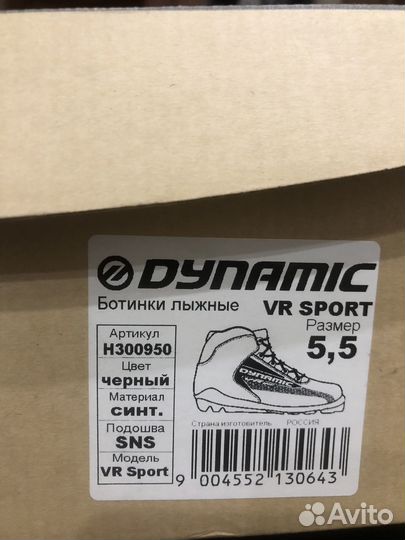 DYNAMIC
Ботинки лыжные VR SPORT
Артикул
H300950
Цвет
черный
Материал
синт.
Подошва
SNS
Модель
VR Sport
Размер
5,5
DYNAMIC
Страна изготовитель РОССИЯ
9 004552 130643
Avito